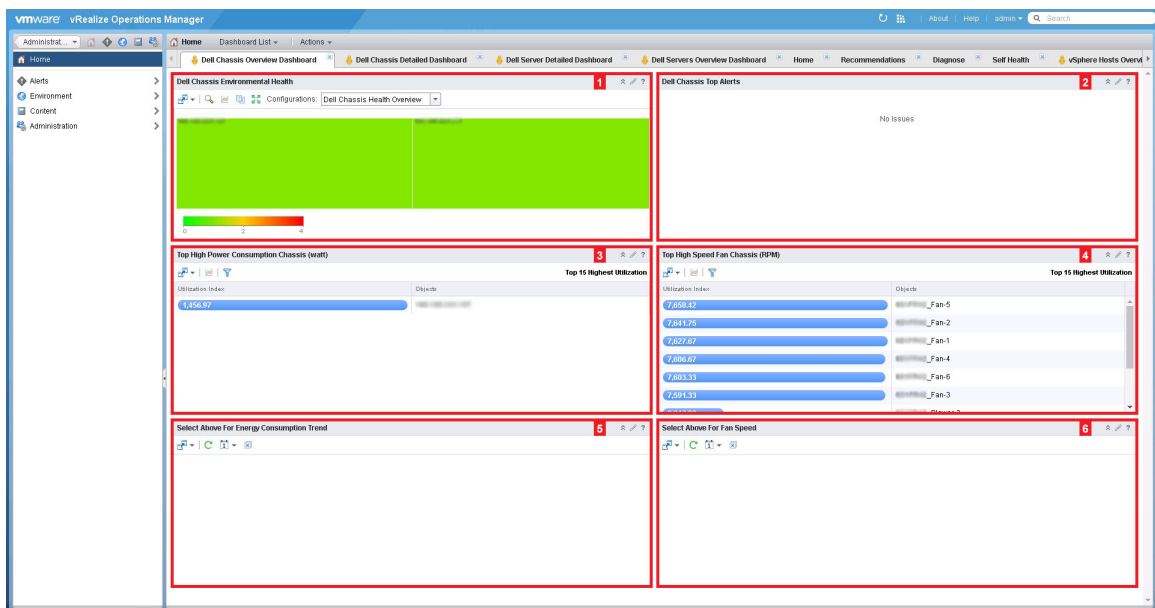 vmware vRealize Operations Manager
About Help admin Search
Administrat...
Home Dashboard List Actions
Home
Dell Chassis Overview Dashboard Dell Chassis Detailed Dashboard Dell Server Detailed Dashboard Dell Servers Overview Dashboard Home Recommendations Diagnose Self Health vSphere Hosts Overvi
Alerts
Environment
Content
Administration
Dell Chassis Environmental Health 1 ?
Configurations: Dell Chassis Health Overview
0 2 4
Dell Chassis Top Alerts 2 ?
No Issues
Top High Power Consumption Chassis (watt) 3 ?
Top 15 Highest Utilization
Utilization Index Objects
1,456.97
Top High Speed Fan Chassis (RPM) 4 ?
Top 15 Highest Utilization
Utilization Index Objects
7,658.42 _Fan-5
7,641.75 _Fan-2
7,627.67 _Fan-1
7,606.67 _Fan-4
7,603.33 _Fan-6
7,591.33 _Fan-3
Select Above For Energy Consumption Trend 5 ?
Select Above For Fan Speed 6 ?